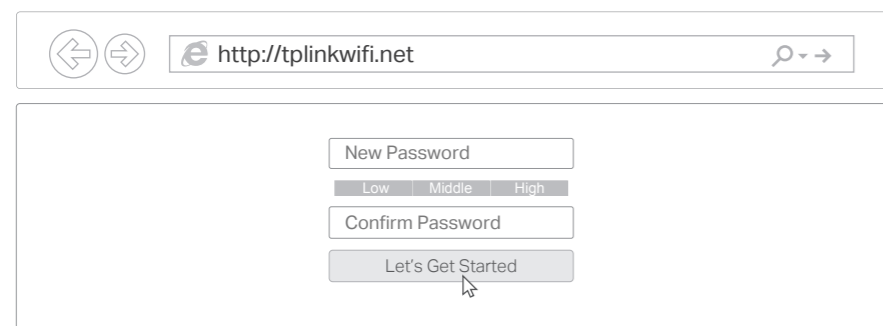 http://tplinkwifi.net
New Password
Low Middle High
Confirm Password
Let's Get Started